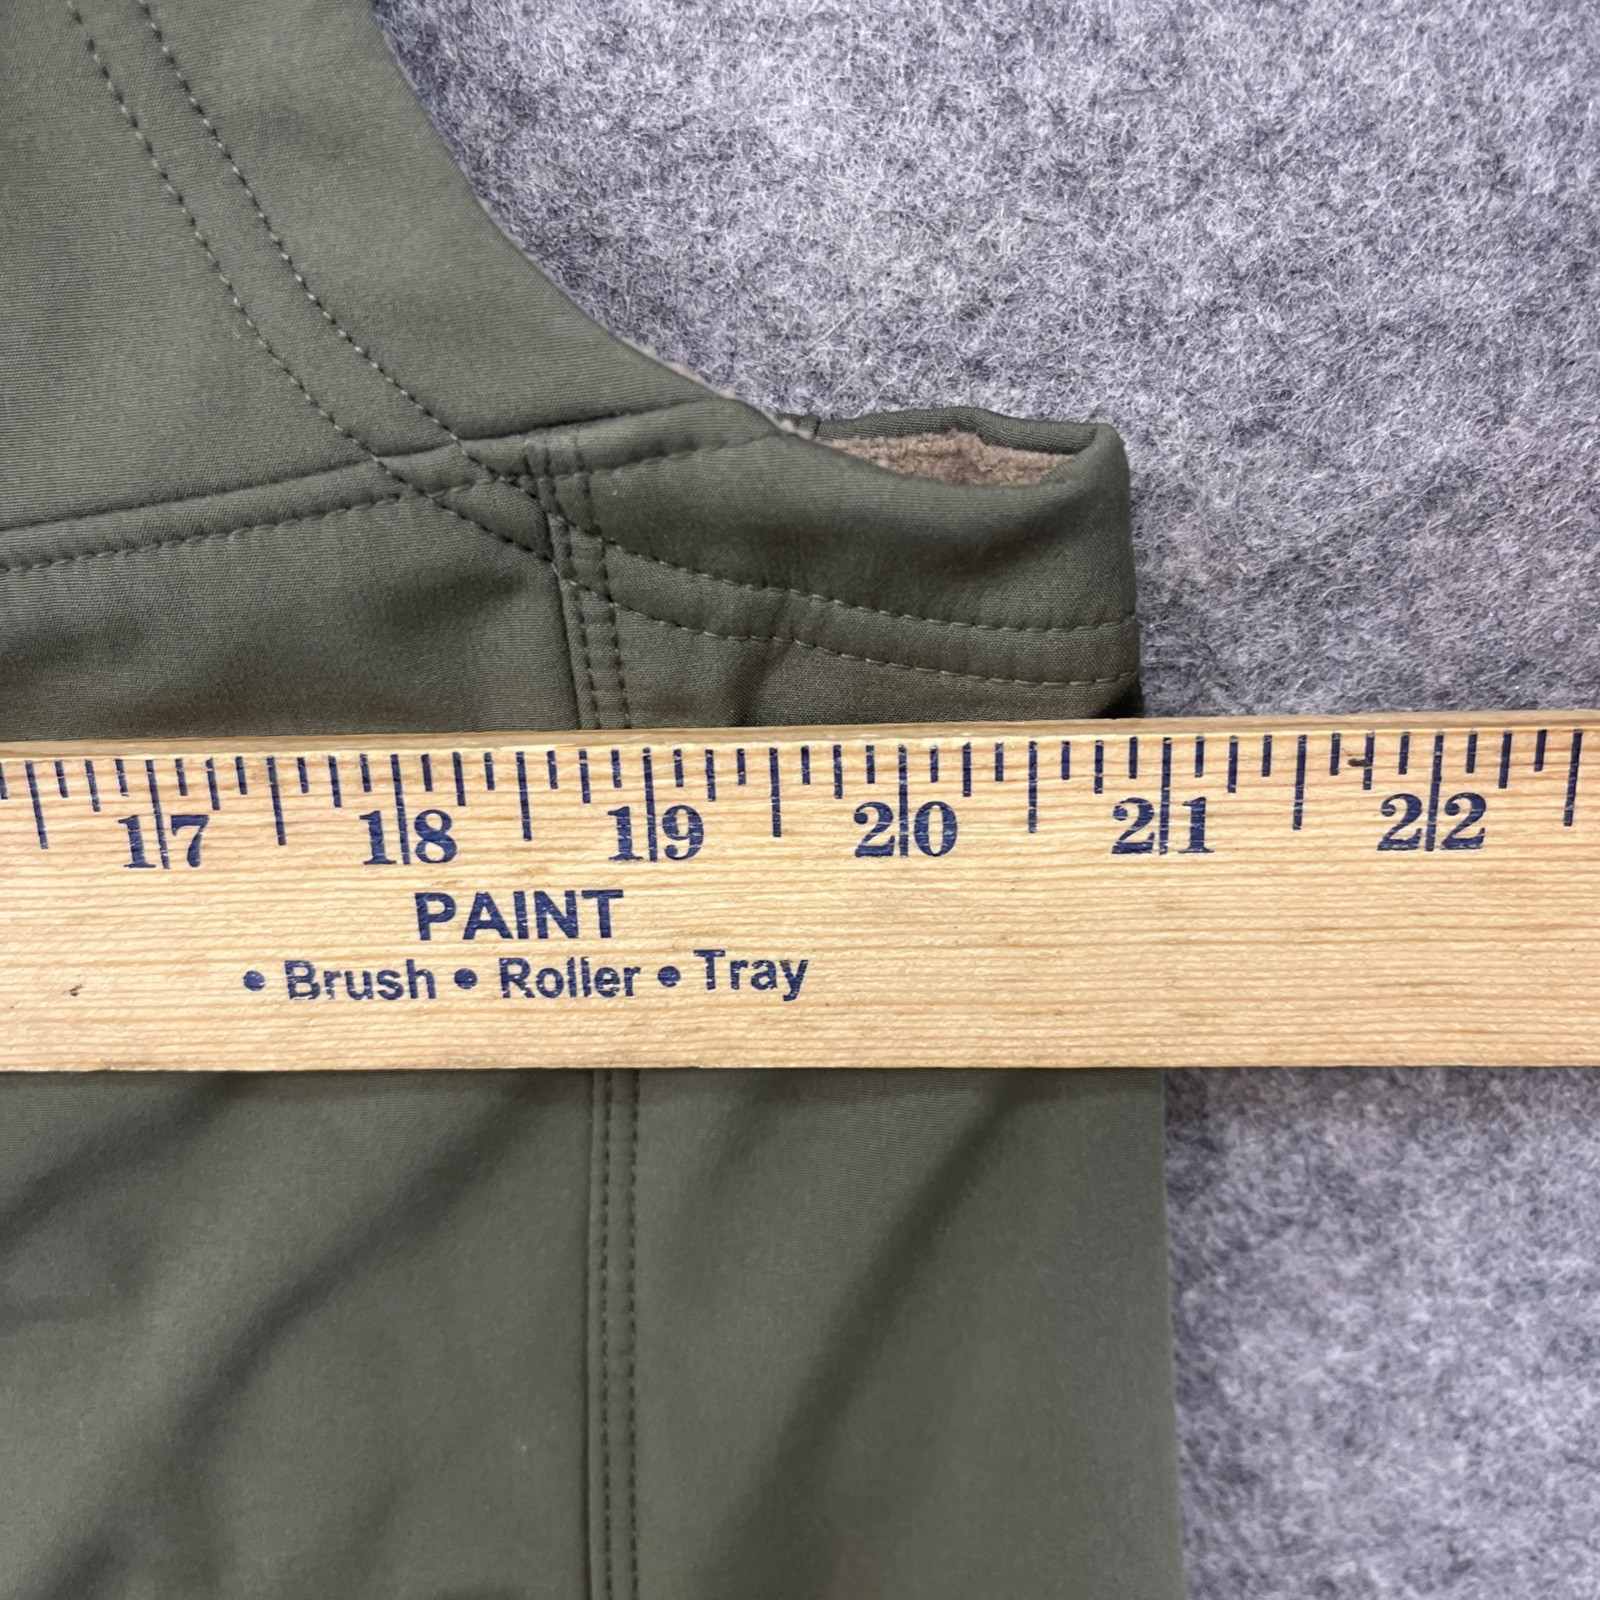 17 18 19 20 21 22
PAINT
• Brush • Roller • Tray